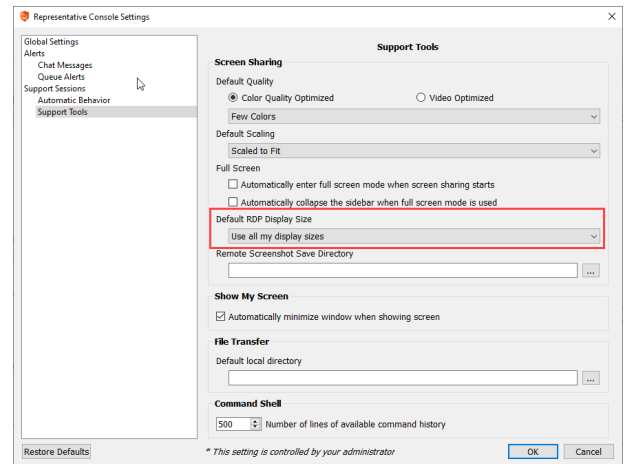 Representative Console Settings
Global Settings
Alerts
Chat Messages
Queue Alerts
Support Sessions
Automatic Behavior
Support Tools
Support Tools
Screen Sharing
Default Quality
Color Quality Optimized
Video Optimized
Few Colors
Default Scaling
Scaled to Fit
Full Screen
Automatically enter full screen mode when screen sharing starts
Automatically collapse the sidebar when full screen mode is used
Default RDP Display Size
Use all my display sizes
Remote Screenshot Save Directory
...
Show My Screen
Automatically minimize window when showing screen
File Transfer
Default local directory
...
Command Shell
500 Number of lines of available command history
Restore Defaults
* This setting is controlled by your administrator
OK
Cancel